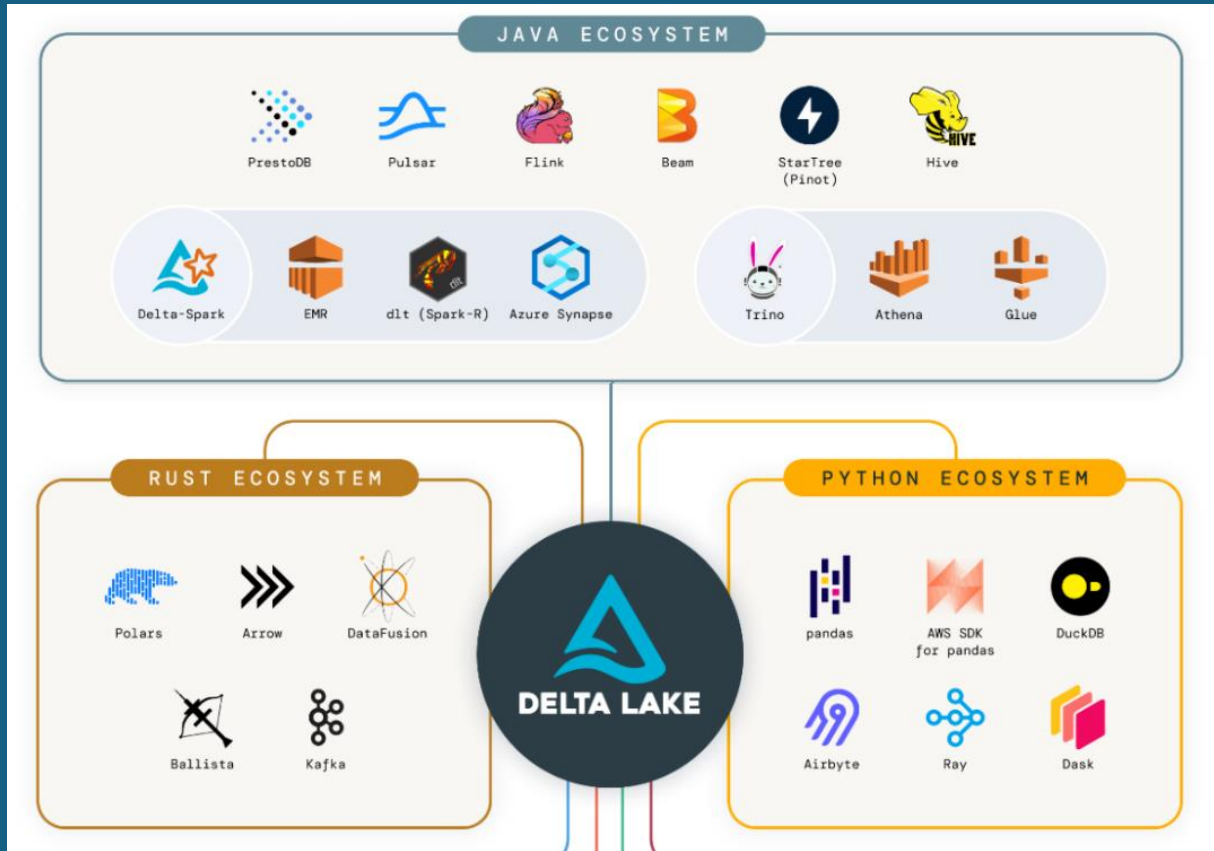 JAVA ECOSYSTEM
PrestoDB
Pulsar
Flink
Beam
StarTree
(Pinot)
Hive
HIVE
Delta-Spark
EMR
dlt
dlt (Spark-R)
Azure Synapse
Trino
Athena
Glue
RUST ECOSYSTEM
PYTHON ECOSYSTEM
Polars
Arrow
DataFusion
Ballista
Kafka
DELTA LAKE
pandas
AWS SDK
for pandas
DuckDB
Airbyte
Ray
Dask